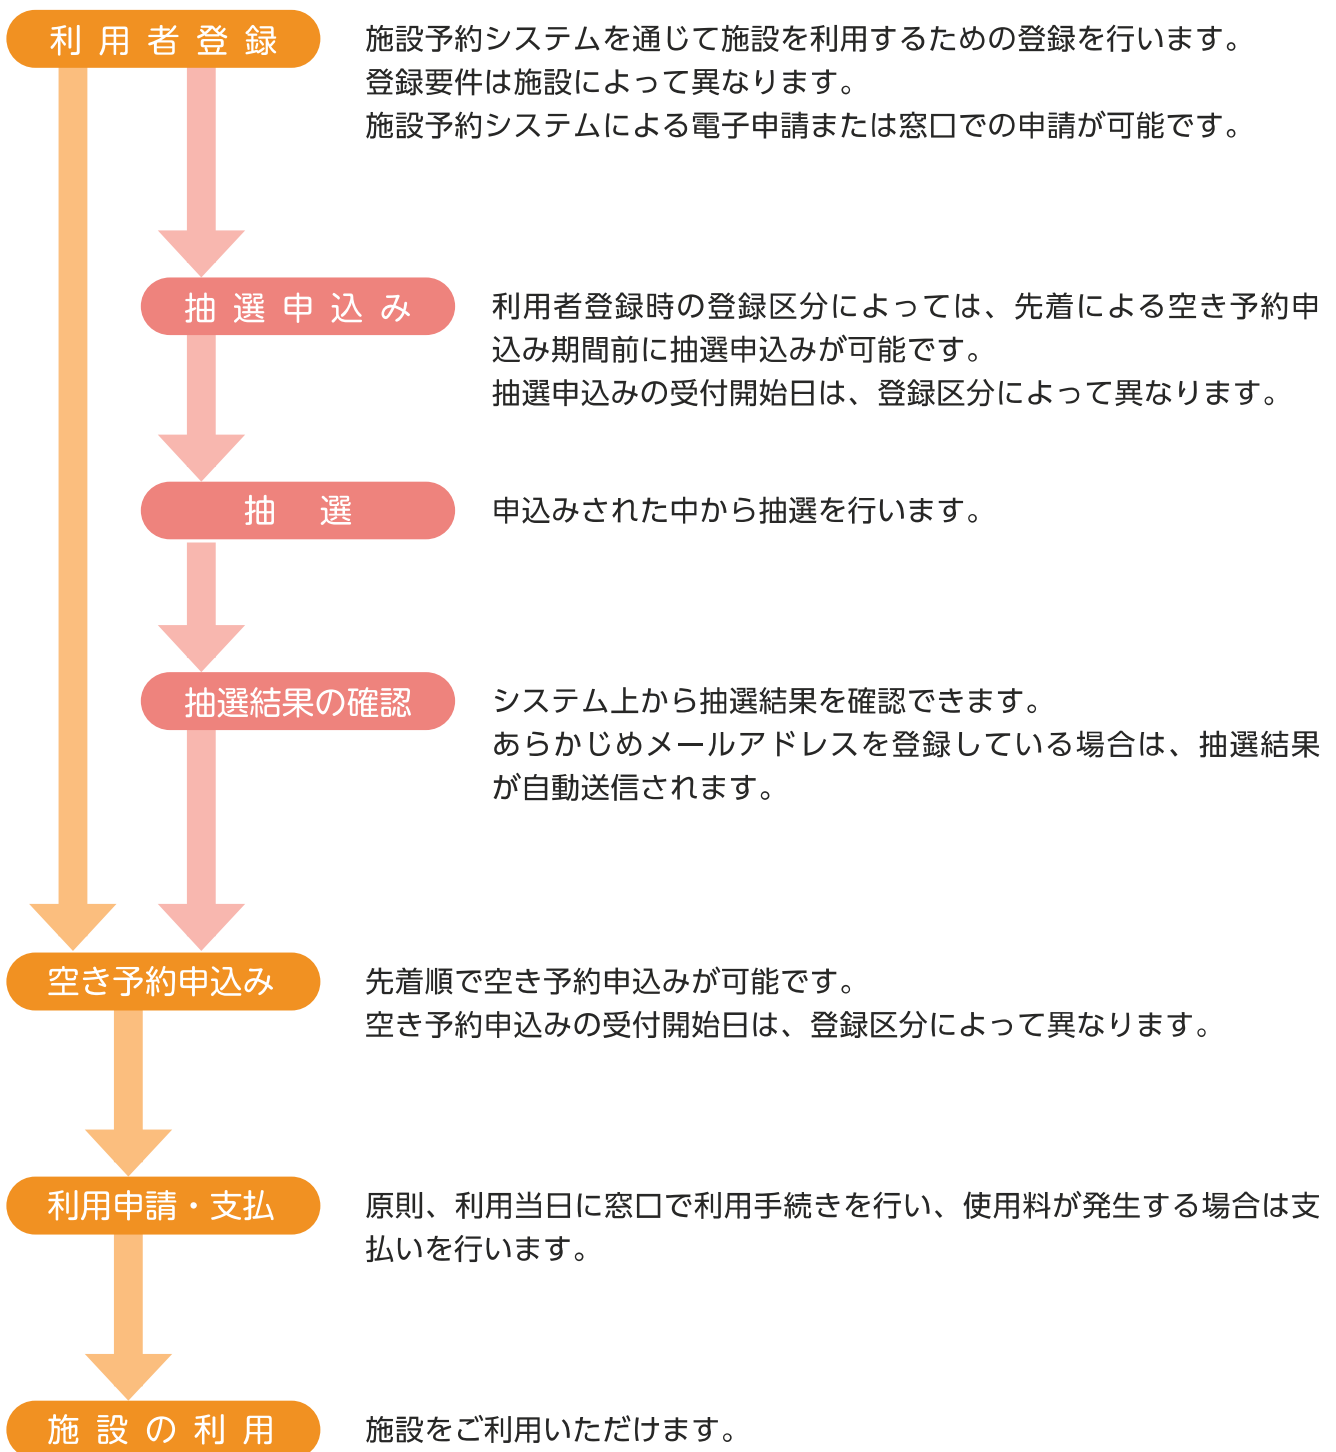 利用者登録
施設予約システムを通じて施設を利用するための登録を行います。
登録要件は施設によって異なります。
施設予約システムによる電子申請または窓口での申請が可能です。
抽選申込み
利用者登録時の登録区分によっては、先着による空き予約申
込み期間前に抽選申込みが可能です。
抽選申込みの受付開始日は、登録区分によって異なります。
抽選
申込みされた中から抽選を行います。
抽選結果の確認
システム上から抽選結果を確認できます。
あらかじめメールアドレスを登録している場合は、抽選結果
が自動送信されます。
空き予約申込み
先着順で空き予約申込みが可能です。
空き予約申込みの受付開始日は、登録区分によって異なります。
利用申請・支払
原則、利用当日に窓口で利用手続きを行い、使用料が発生する場合は支
払いを行います。
施設の利用
施設をご利用いただけます。